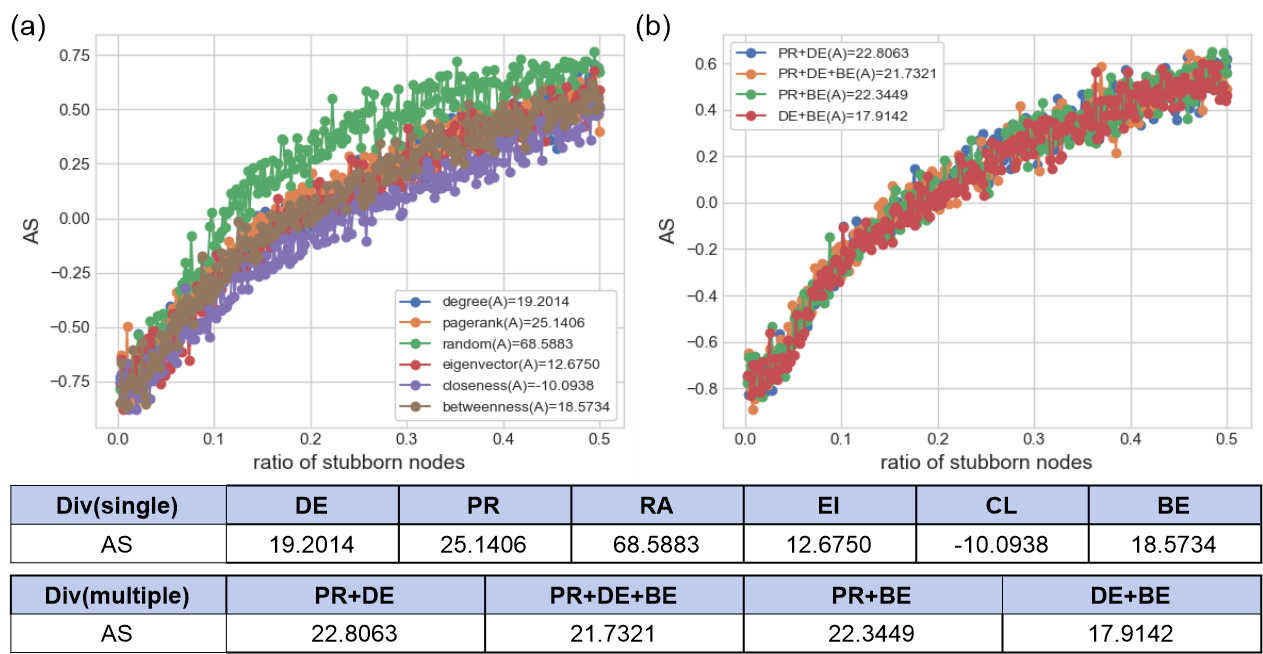 (a)
0.75
0.50
0.25
0.00
−0.25
−0.50
−0.75
AS
degree(A)=19.2014
pagerank(A)=25.1406
random(A)=68.5883
eigenvector(A)=12.6750
closeness(A)=-10.0938
betweenness(A)=18.5734
0.0 0.1 0.2 0.3 0.4 0.5
ratio of stubborn nodes
(b)
PR+DE(A)=22.8063
PR+DE+BE(A)=21.7321
PR+BE(A)=22.3449
DE+BE(A)=17.9142
0.6
0.4
0.2
0.0
−0.2
−0.4
−0.6
−0.8
AS
0.0 0.1 0.2 0.3 0.4 0.5
ratio of stubborn nodes
Div(single) DE PR RA EI CL BE
AS 19.2014 25.1406 68.5883 12.6750 -10.0938 18.5734
Div(multiple) PR+DE PR+DE+BE PR+BE DE+BE
AS 22.8063 21.7321 22.3449 17.9142